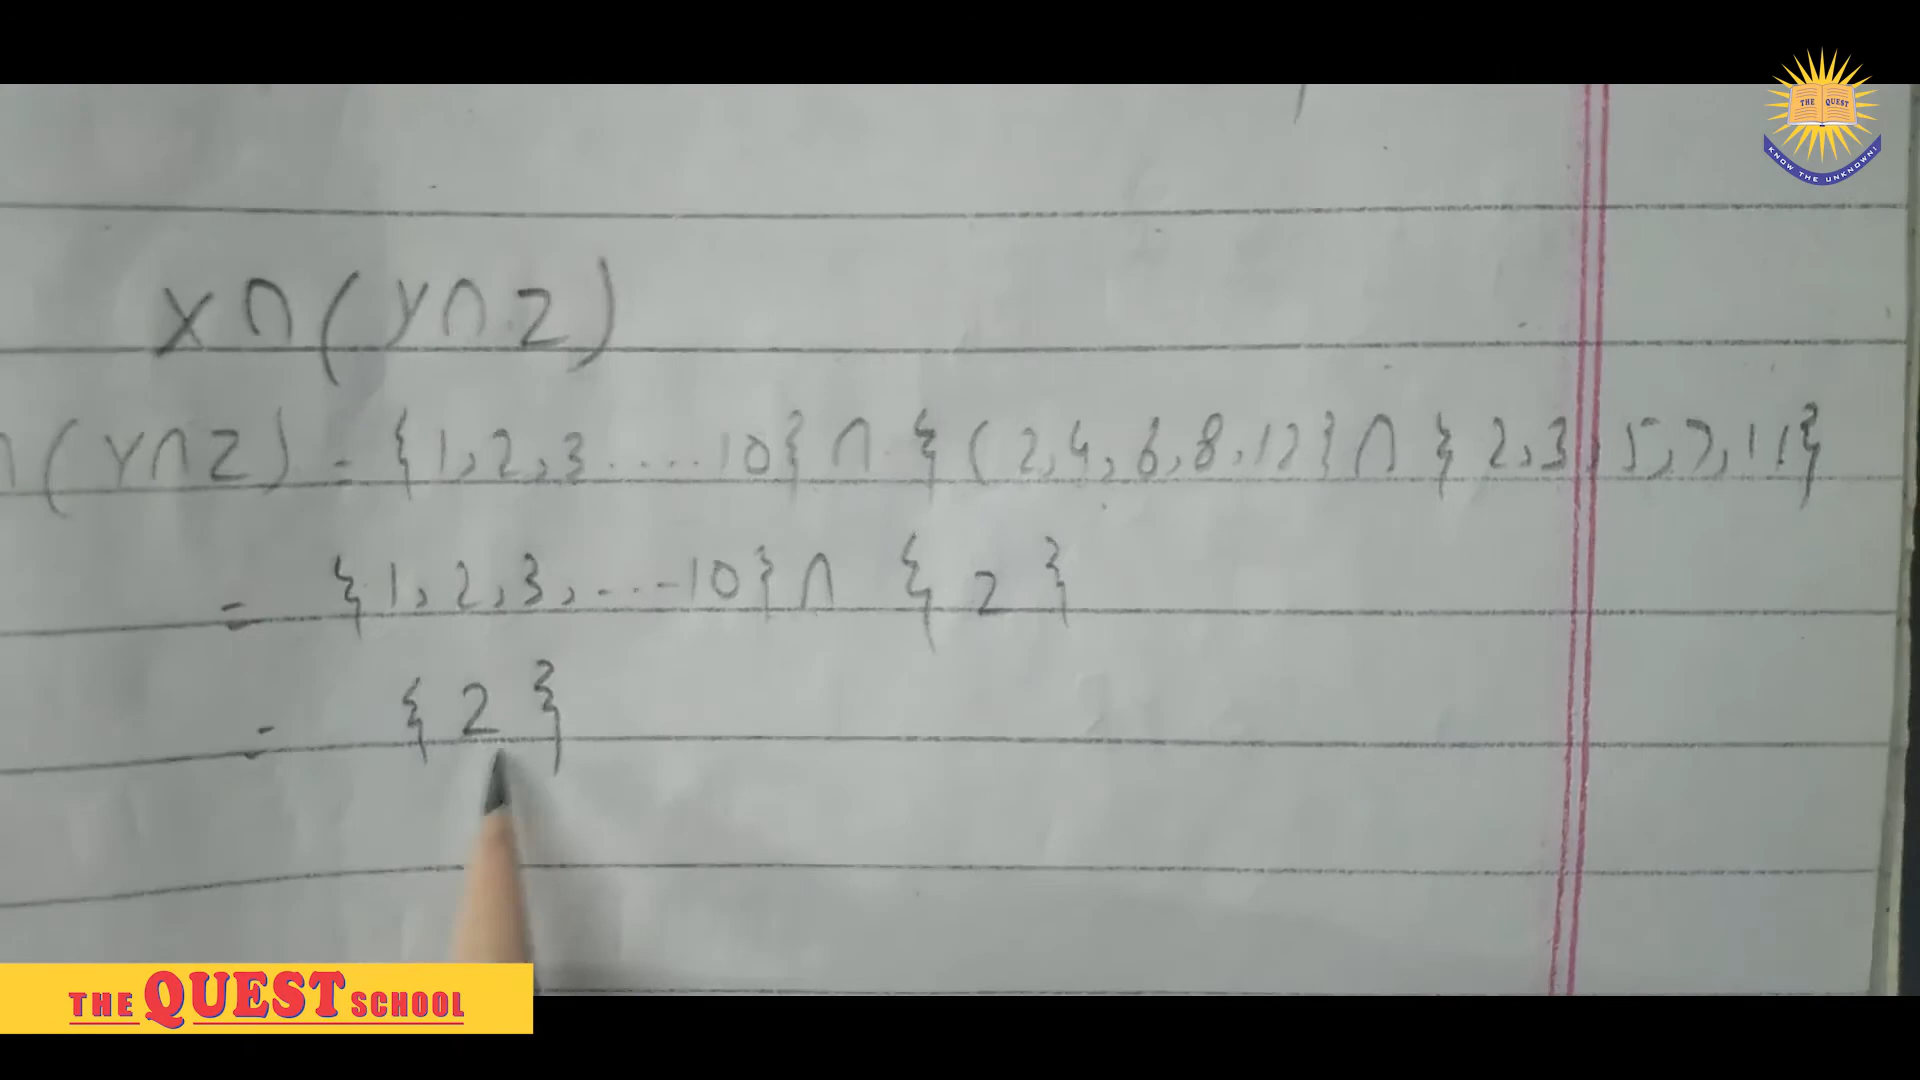 THE QUEST
KNOW THE UNKNOWN!
X∩(Y∩Z)
∩(Y∩Z) = {1,2,3.....10} ∩ {(2,4,6,8,12} ∩ {2,3,5,7,11}
= {1,2,3,....10} ∩ {2}
= {2}
THE QUEST SCHOOL